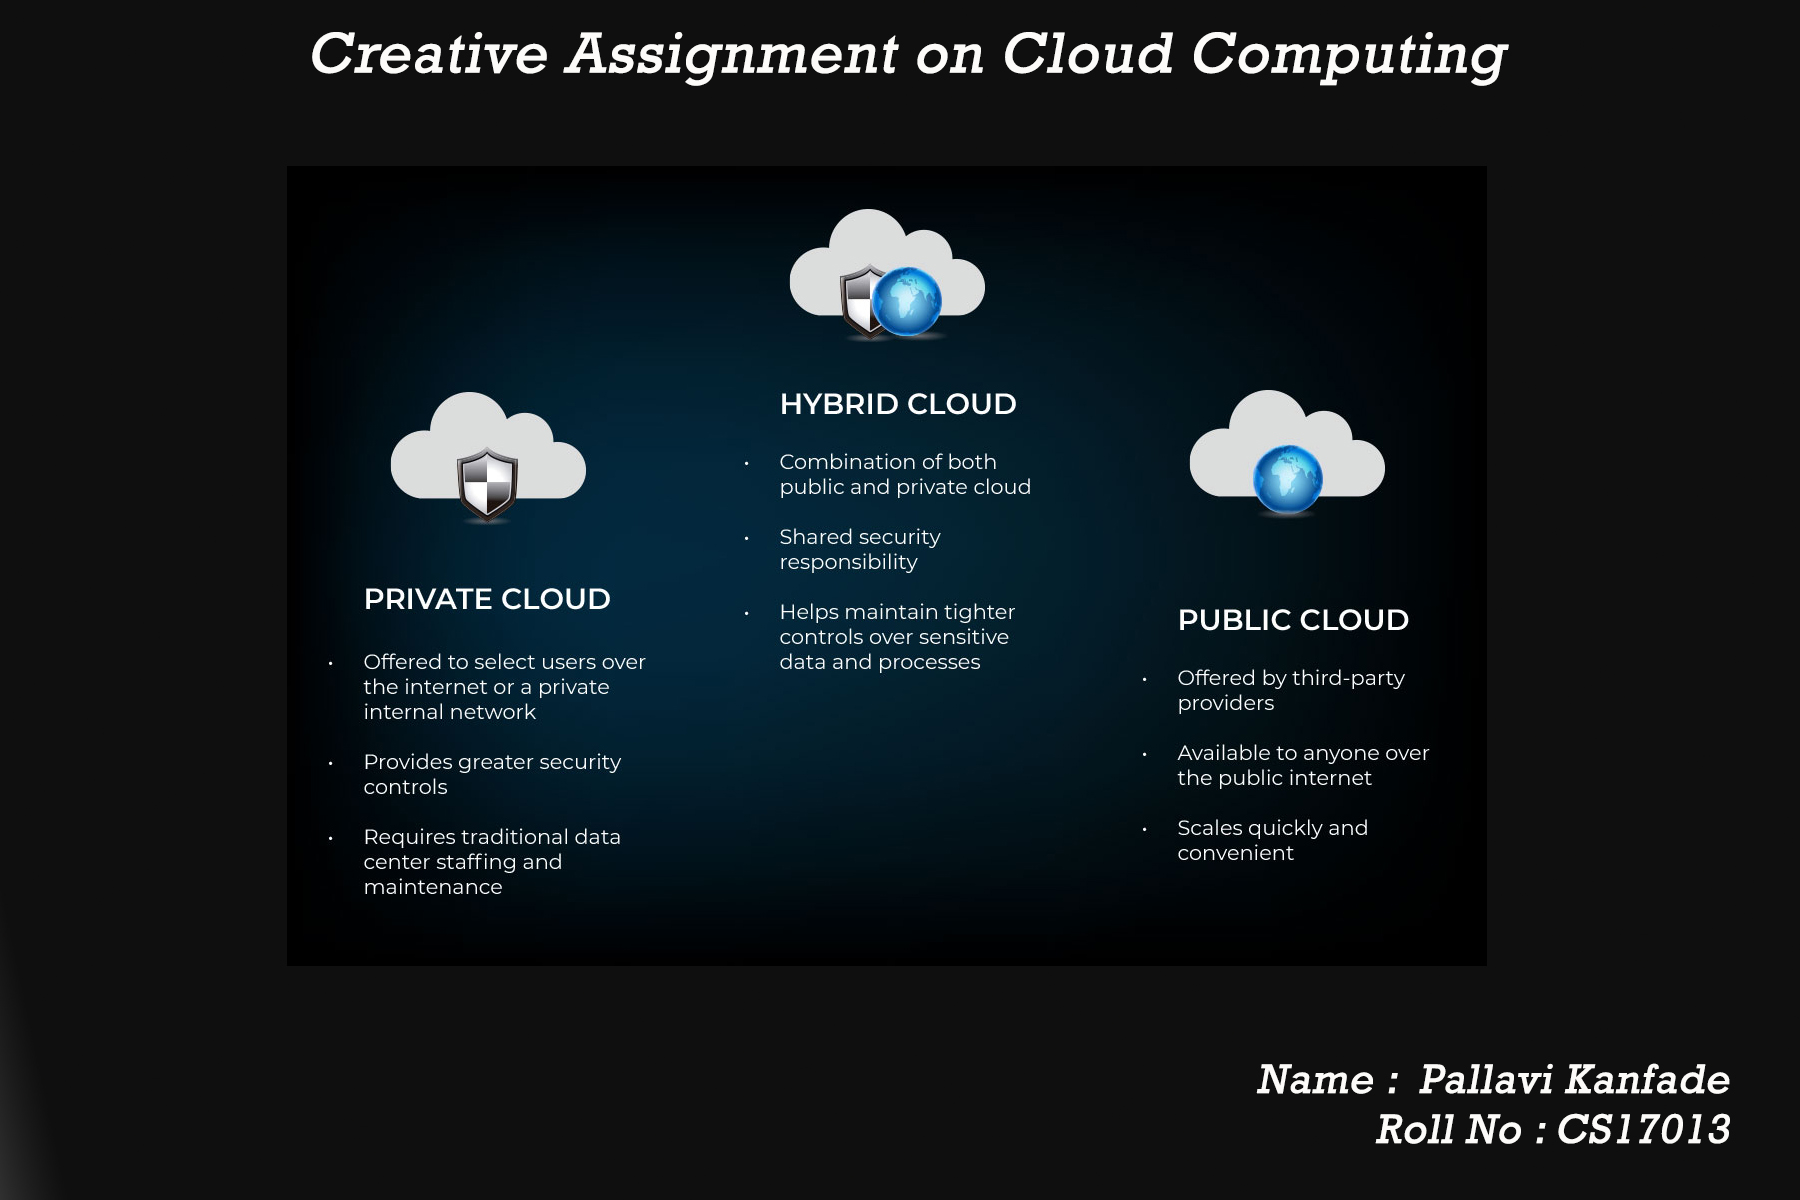 Creative Assignment on Cloud Computing
PRIVATE CLOUD
• Offered to select users over
the internet or a private
internal network
• Provides greater security
controls
• Requires traditional data
center staffing and
maintenance
HYBRID CLOUD
• Combination of both
public and private cloud
• Shared security
responsibility
• Helps maintain tighter
controls over sensitive
data and processes
PUBLIC CLOUD
• Offered by third-party
providers
• Available to anyone over
the public internet
• Scales quickly and
convenient
Name : Pallavi Kanfade
Roll No : CS17013